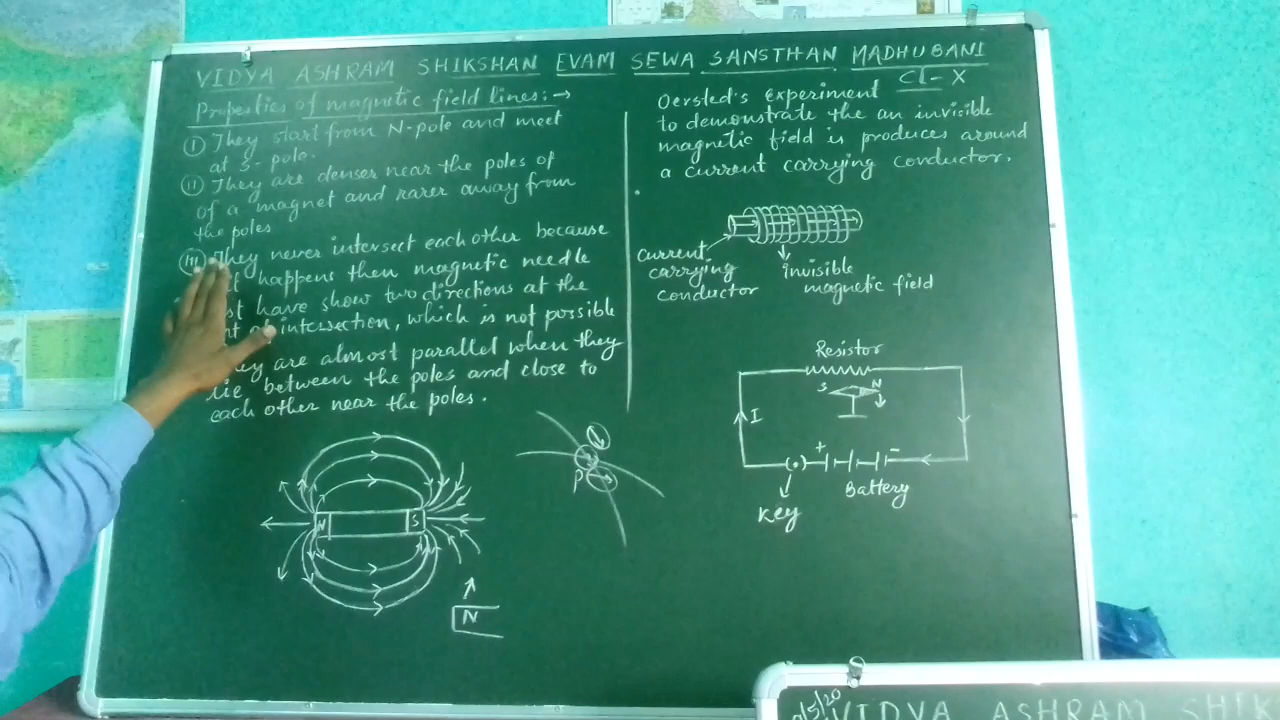 VIDYA ASHRAM SHIKSHAN EVAM SEWA SANSTHAN MADHUBANI
Cl- X
Properties of magnetic field lines:→
(I) They start from N-pole and meet
at S-pole.
(II) They are denser near the poles of
of a magnet and rarer away from
the poles
(III) They never intersect each other because
happens then magnetic needle
have show two directions at the
of intersection, which is not possible
They are almost parallel when they
lie between the poles and close to
each other near the poles.
N S
P
N
Oersted's experiment
to demonstrate the an invisible
magnetic field is produces around
a current carrying conductor.
current
carrying
conductor
invisible
magnetic field
Resistor
S N
I
+ -
Battery
Key
/5/20
VIDYA ASHRAM SHIK